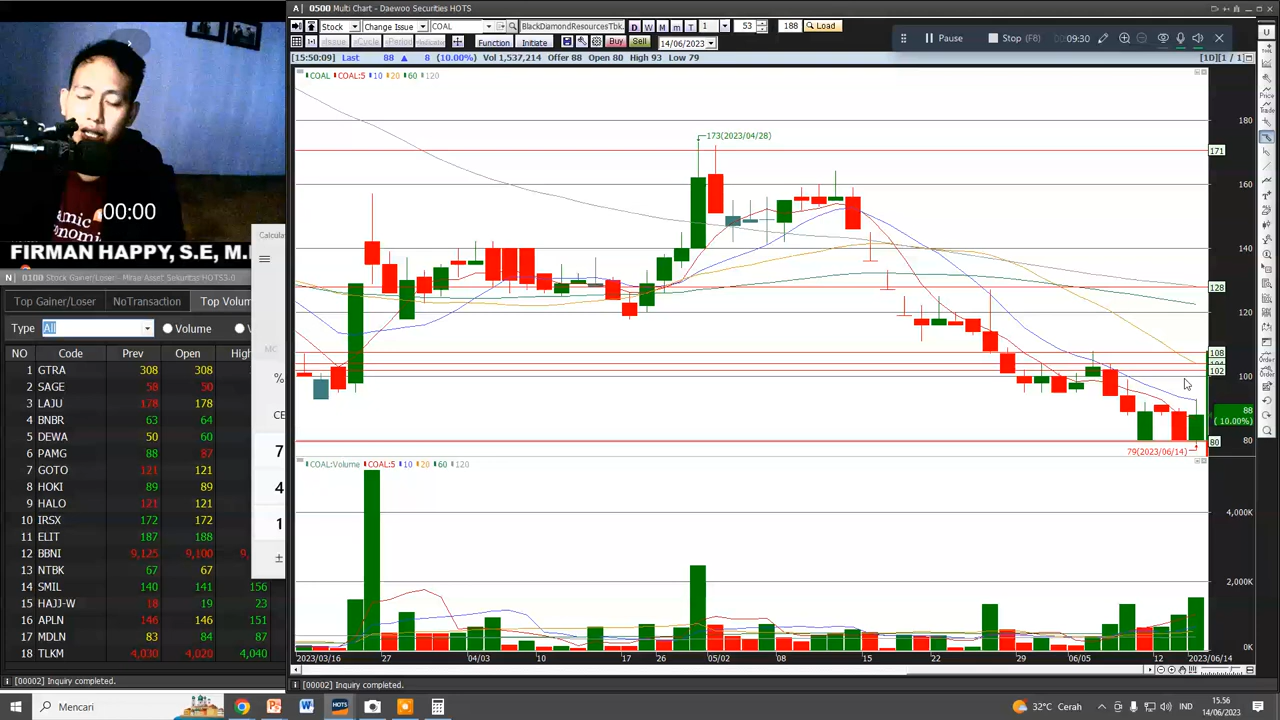 0500 Multi Chart - Daewoo Securities HOTS
Stock Change Issue COAL BlackDiamondResourcesTbk. D W M m T 1 53 188 Load
Function Initiate Buy Sell 14/06/2023
Pause Stop (F8)
[15:50:09] Last 88 ▲ 8 (10.00%) Vol 1,537,214 Offer 88 Open 80 High 93 Low 79 [1D][1 / 1]
COAL COAL:5 10 20 60 120
173(2023/04/28)
180
171
160
140
128
120
108
102
100
88
( 10.00%)
80
80
79(2023/06/14)
COAL:Volume COAL:5 10 20 60 120
4,000K
2,000K
0K
2023/03/16 27 04/03 10 17 26 05/02 08 15 22 29 06/05 12 2023/06/14
[00002] Inquiry completed.
00:00
FIRMAN HAPPY, S.E, M.
0100 Stock Gainer/Loser - Mirae Asset Sekuritas HOTS3.0
Top Gainer/Loser NoTransaction Top Volum
Type All Volume V
NO Code Prev Open High
1 GTRA 308 308
2 SAGE 58 50
3 LAJU 178 178
4 BNBR 63 64
5 DEWA 50 60
6 PAMG 88 87
7 GOTO 121 121
8 HOKI 89 89
9 HALO 121 121
10 IRSX 172 172
11 ELIT 187 188
12 BBNI 9,125 9,100 9,
13 NTBK 67 67
14 SMIL 140 141 156
15 HAJJ-W 18 19 23
16 APLN 146 146 151
17 MDLN 83 84 87
18 TLKM 4,030 4,020 4,040
[00002] Inquiry completed.
Calcula
MC
%
CE
7
4
1
±
Mencari
32°C Cerah
IND
15.56
14/06/2023